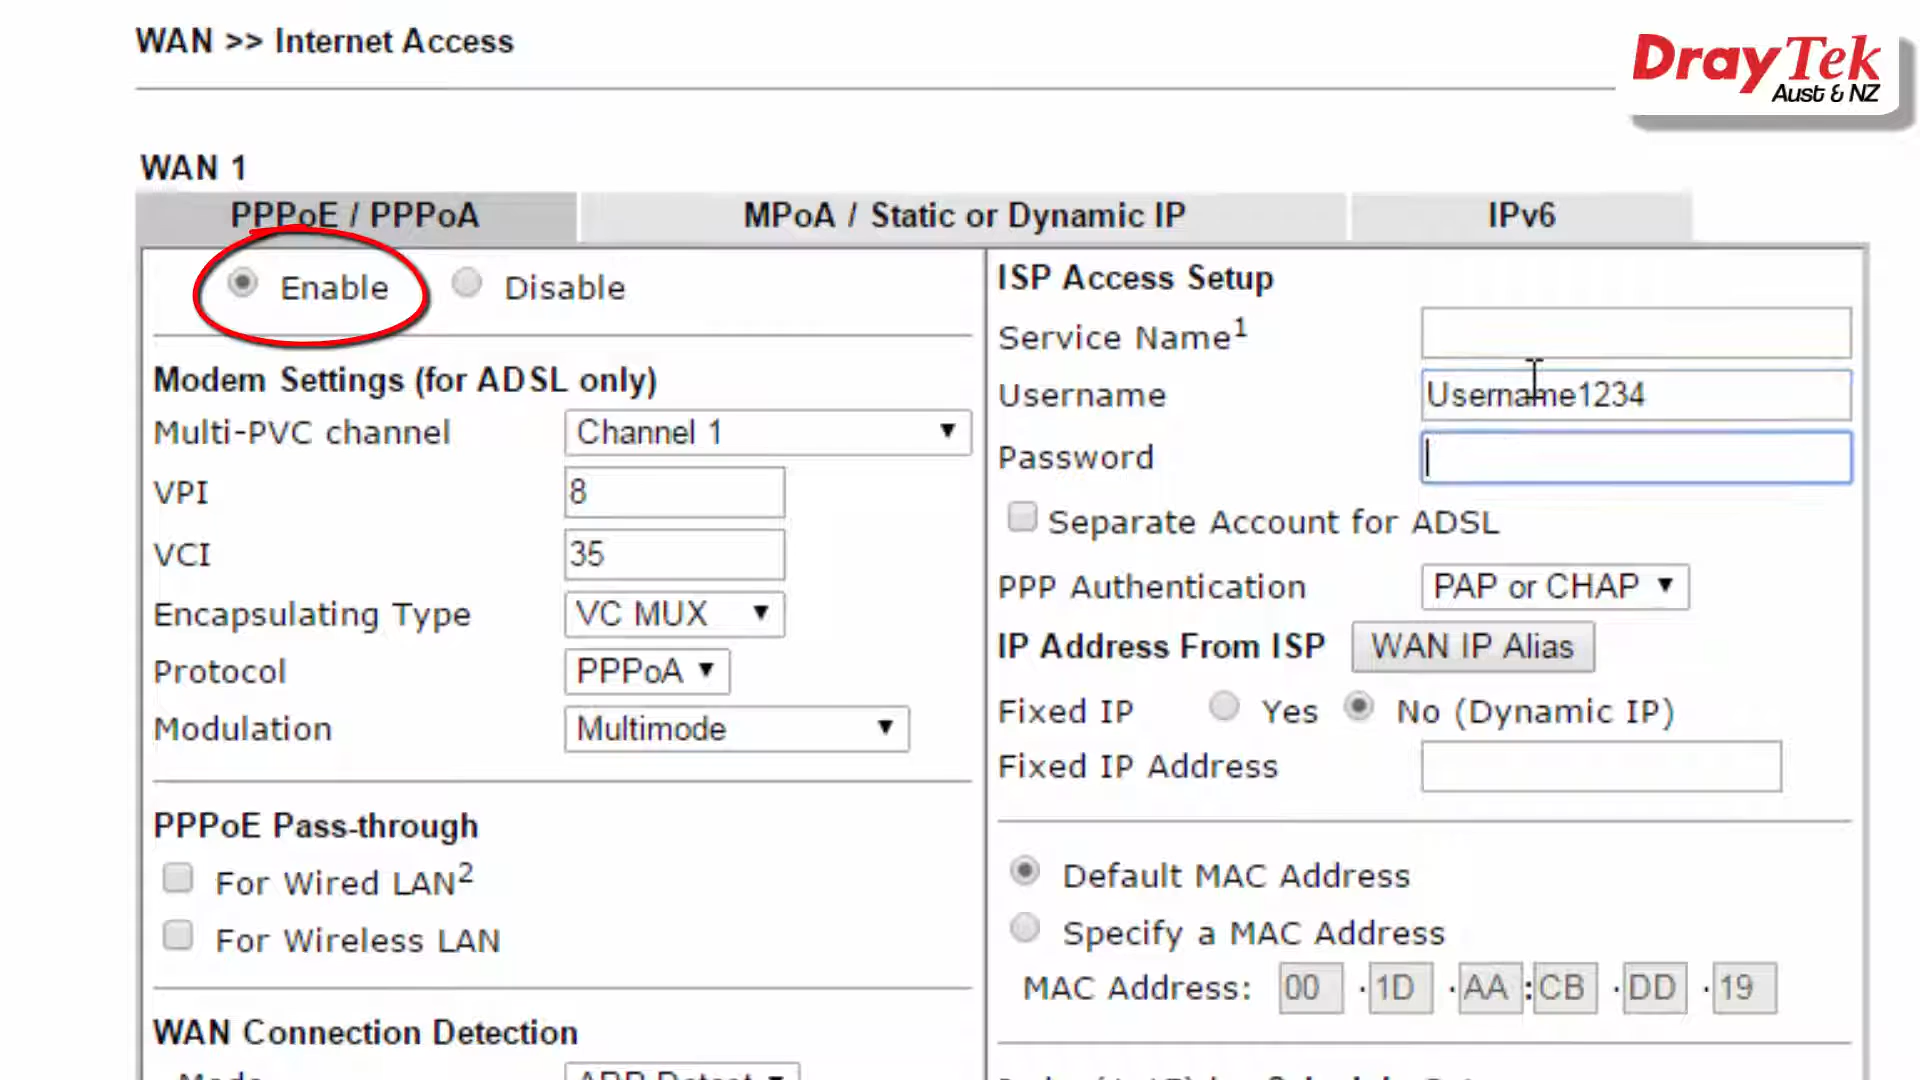 WAN >> Internet Access
DrayTek
Aust & NZ
WAN 1
PPPoE / PPPoA
MPoA / Static or Dynamic IP
IPv6
Enable
Disable
Modem Settings (for ADSL only)
Multi-PVC channel
Channel 1
VPI
8
VCI
35
Encapsulating Type
VC MUX
Protocol
PPPoA
Modulation
Multimode
PPPoE Pass-through
For Wired LAN2
For Wireless LAN
WAN Connection Detection
Mode
ARP Detect
ISP Access Setup
Service Name1
Username
Username1234
Password
Separate Account for ADSL
PPP Authentication
PAP or CHAP
IP Address From ISP
WAN IP Alias
Fixed IP
Yes
No (Dynamic IP)
Fixed IP Address
Default MAC Address
Specify a MAC Address
MAC Address: 00 ·1D ·AA :CB ·DD ·19